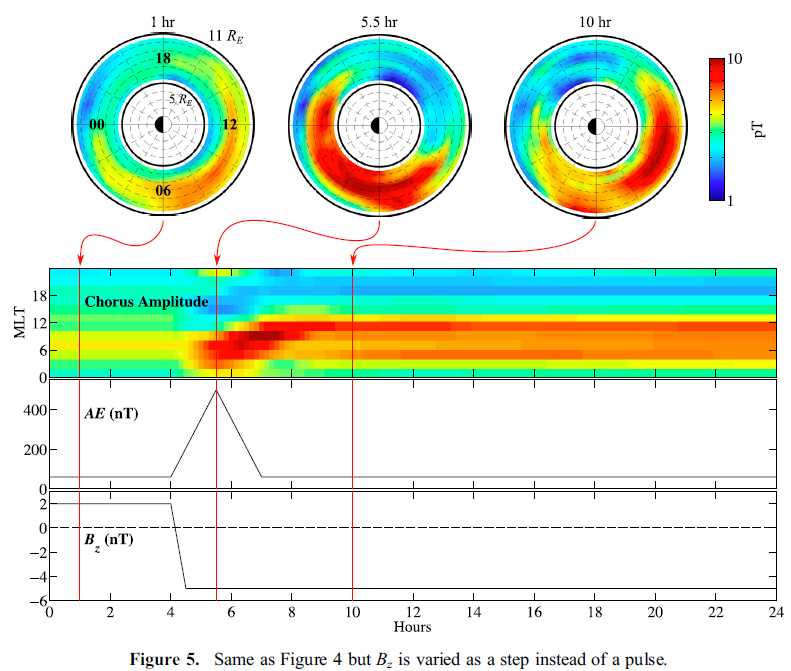 1 hr 5.5 hr 10 hr
11 R_E
18
5 R_E
00 12
06
10
pT
1
Chorus Amplitude
MLT
18
12
6
0
AE (nT)
400
200
0
B_z (nT)
2
0
−2
−4
−6
0 2 4 6 8 10 12 14 16 18 20 22 24
Hours
Figure 5. Same as Figure 4 but B_z is varied as a step instead of a pulse.